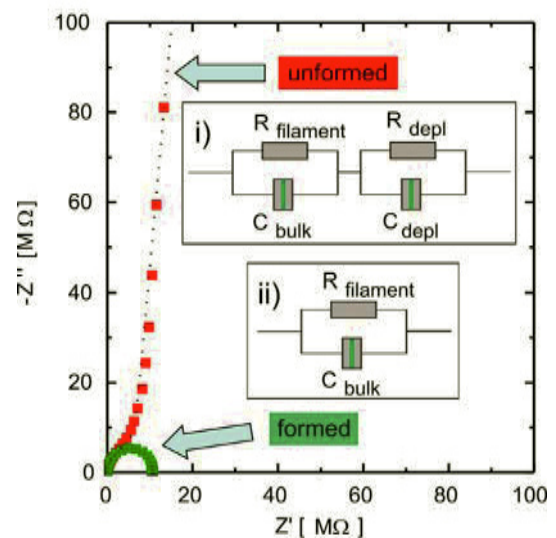 100
80
60
40
20
0
-Z'' [MΩ]
unformed
i)
R filament
R depl
C bulk
C depl
ii)
R filament
C bulk
formed
0 20 40 60 80 100
Z' [ MΩ]